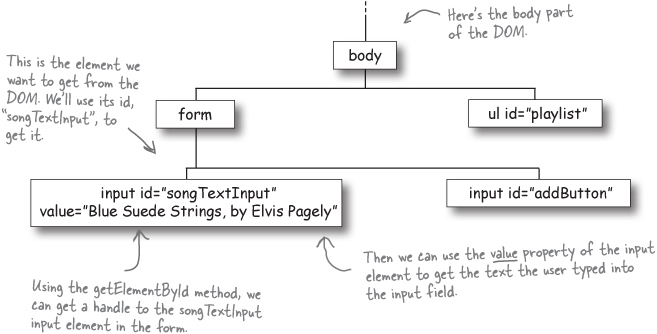 Here's the body part
of the DOM.
body
This is the element we
want to get from the
DOM. We'll use its id,
"songTextInput", to
get it.
form
ul id="playlist"
input id="songTextInput"
value="Blue Suede Strings, by Elvis Pagely"
input id="addButton"
Then we can use the value property of the input
element to get the text the user typed into
the input field.
Using the getElementById method, we
can get a handle to the songTextInput
input element in the form.